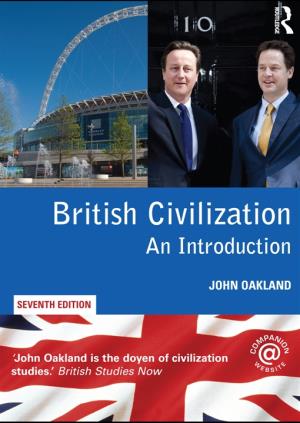 Routledge
10
British Civilization
An Introduction
JOHN OAKLAND
SEVENTH EDITION
'John Oakland is the doyen of civilization
studies.' British Studies Now
COMPANION
@
WEBSITE